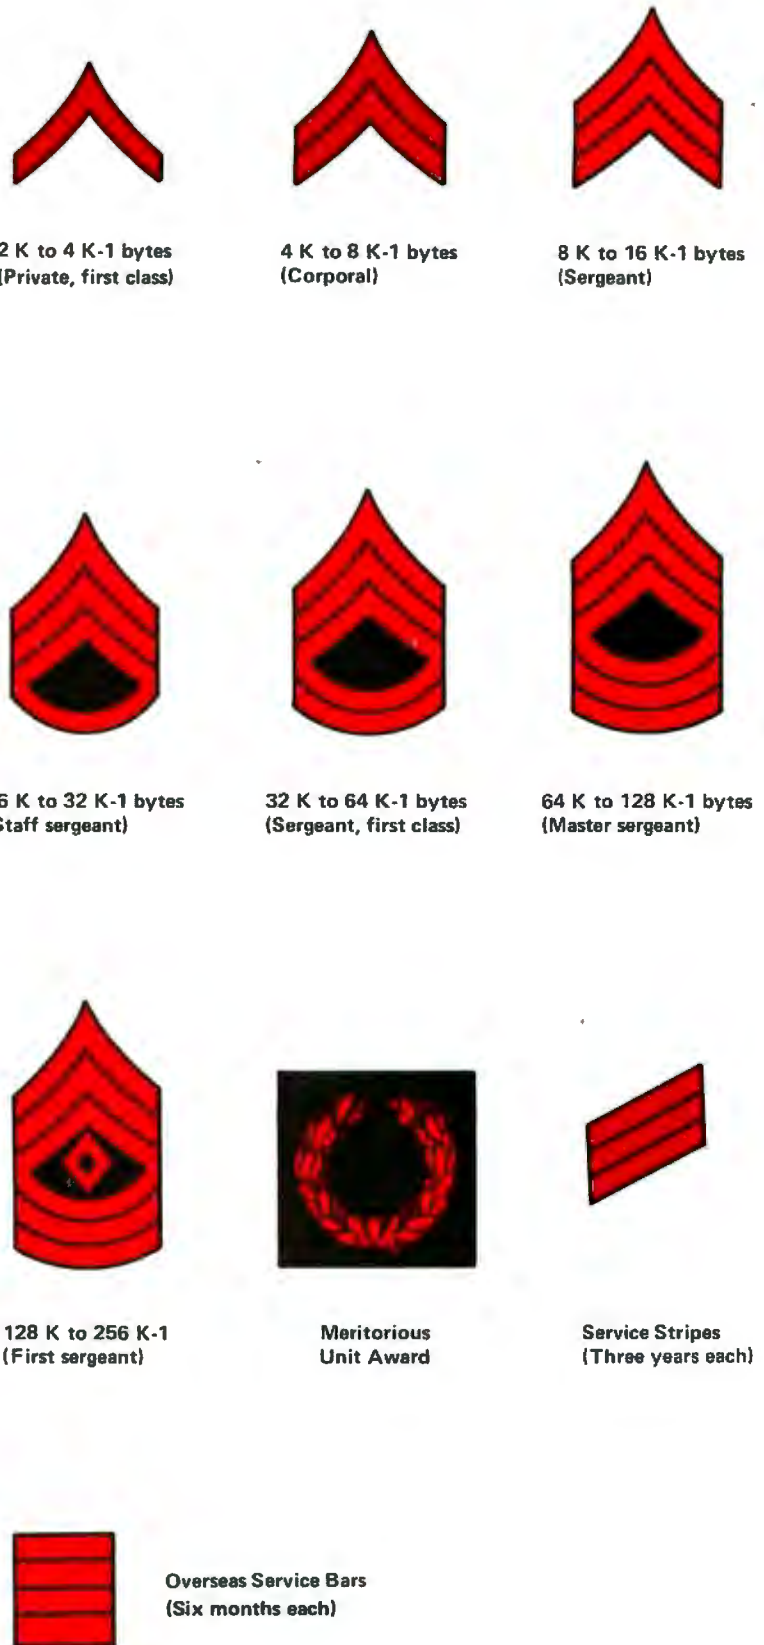 2 K to 4 K-1 bytes
(Private, first class)
4 K to 8 K-1 bytes
(Corporal)
8 K to 16 K-1 bytes
(Sergeant)
6 K to 32 K-1 bytes
Staff sergeant)
32 K to 64 K-1 bytes
(Sergeant, first class)
64 K to 128 K-1 bytes
(Master sergeant)
128 K to 256 K-1
(First sergeant)
Meritorious
Unit Award
Service Stripes
(Three years each)
Overseas Service Bars
(Six months each)